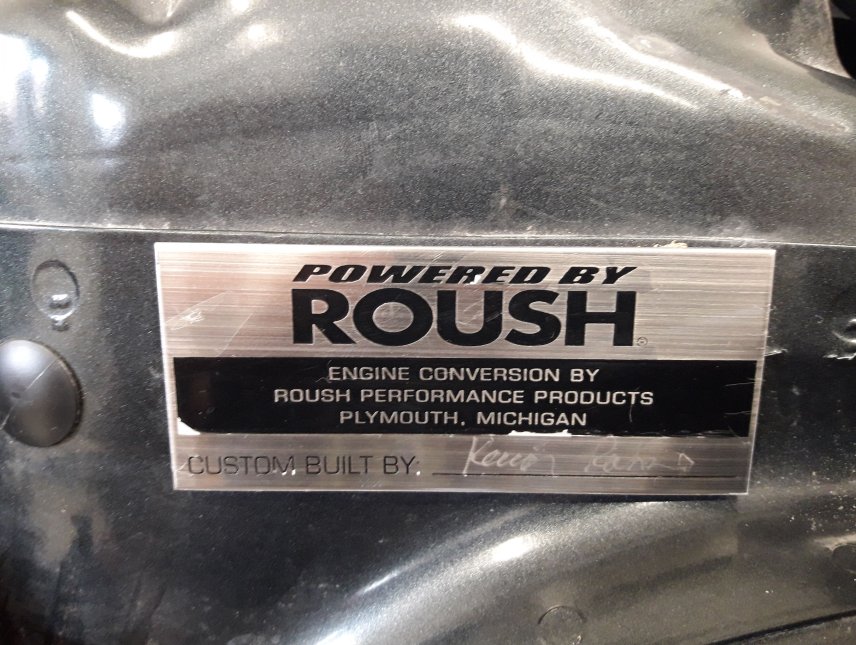 POWERED BY
ROUSH
ENGINE CONVERSION BY
ROUSH PERFORMANCE PRODUCTS
PLYMOUTH, MICHIGAN
CUSTOM BUILT BY: